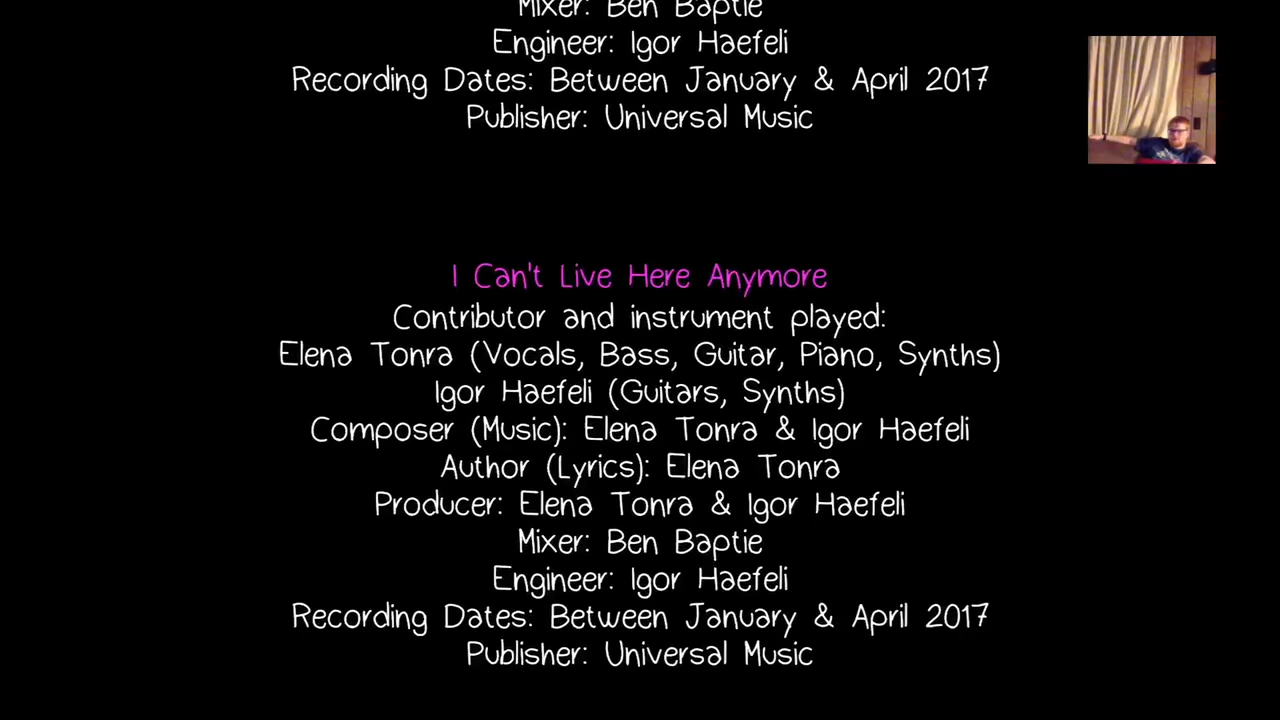 Mixer: Ben Baptie
Engineer: Igor Haefeli
Recording Dates: Between January & April 2017
Publisher: Universal Music
I Can't Live Here Anymore
Contributor and instrument played:
Elena Tonra (Vocals, Bass, Guitar, Piano, Synths)
Igor Haefeli (Guitars, Synths)
Composer (Music): Elena Tonra & Igor Haefeli
Author (Lyrics): Elena Tonra
Producer: Elena Tonra & Igor Haefeli
Mixer: Ben Baptie
Engineer: Igor Haefeli
Recording Dates: Between January & April 2017
Publisher: Universal Music